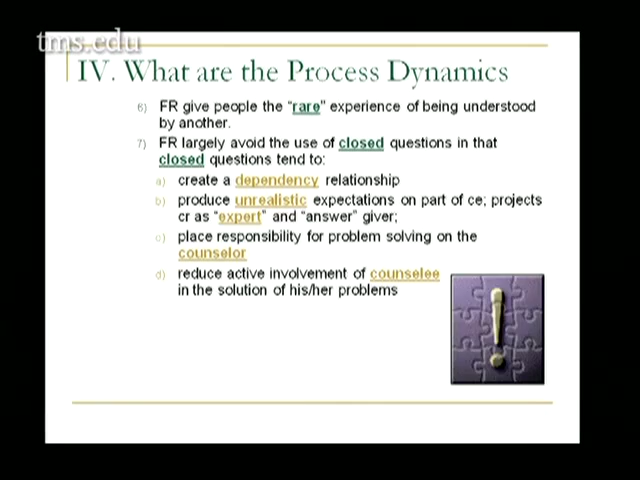 tms.edu
IV. What are the Process Dynamics
6) FR give people the “rare” experience of being understood
by another.
7) FR largely avoid the use of closed questions in that
closed questions tend to:
a) create a dependency relationship
b) produce unrealistic expectations on part of ce; projects
cr as “expert” and “answer” giver;
c) place responsibility for problem solving on the
counselor
d) reduce active involvement of counselee
in the solution of his/her problems